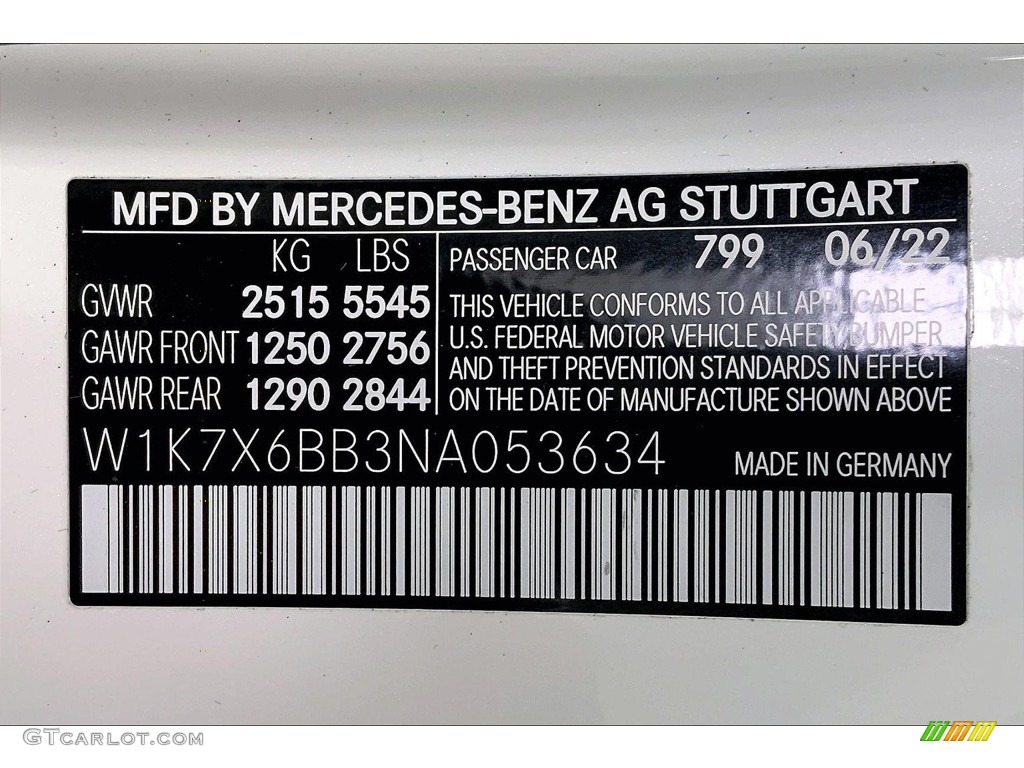 MFD BY MERCEDES-BENZ AG STUTTGART
KG LBS
GVWR 2515 5545
GAWR FRONT 1250 2756
GAWR REAR 1290 2844
PASSENGER CAR 799 06/22
THIS VEHICLE CONFORMS TO ALL APPLICABLE
U.S. FEDERAL MOTOR VEHICLE SAFETY BUMPER
AND THEFT PREVENTION STANDARDS IN EFFECT
ON THE DATE OF MANUFACTURE SHOWN ABOVE
W1K7X6BB3NA053634 MADE IN GERMANY
GTCARLOT.COM